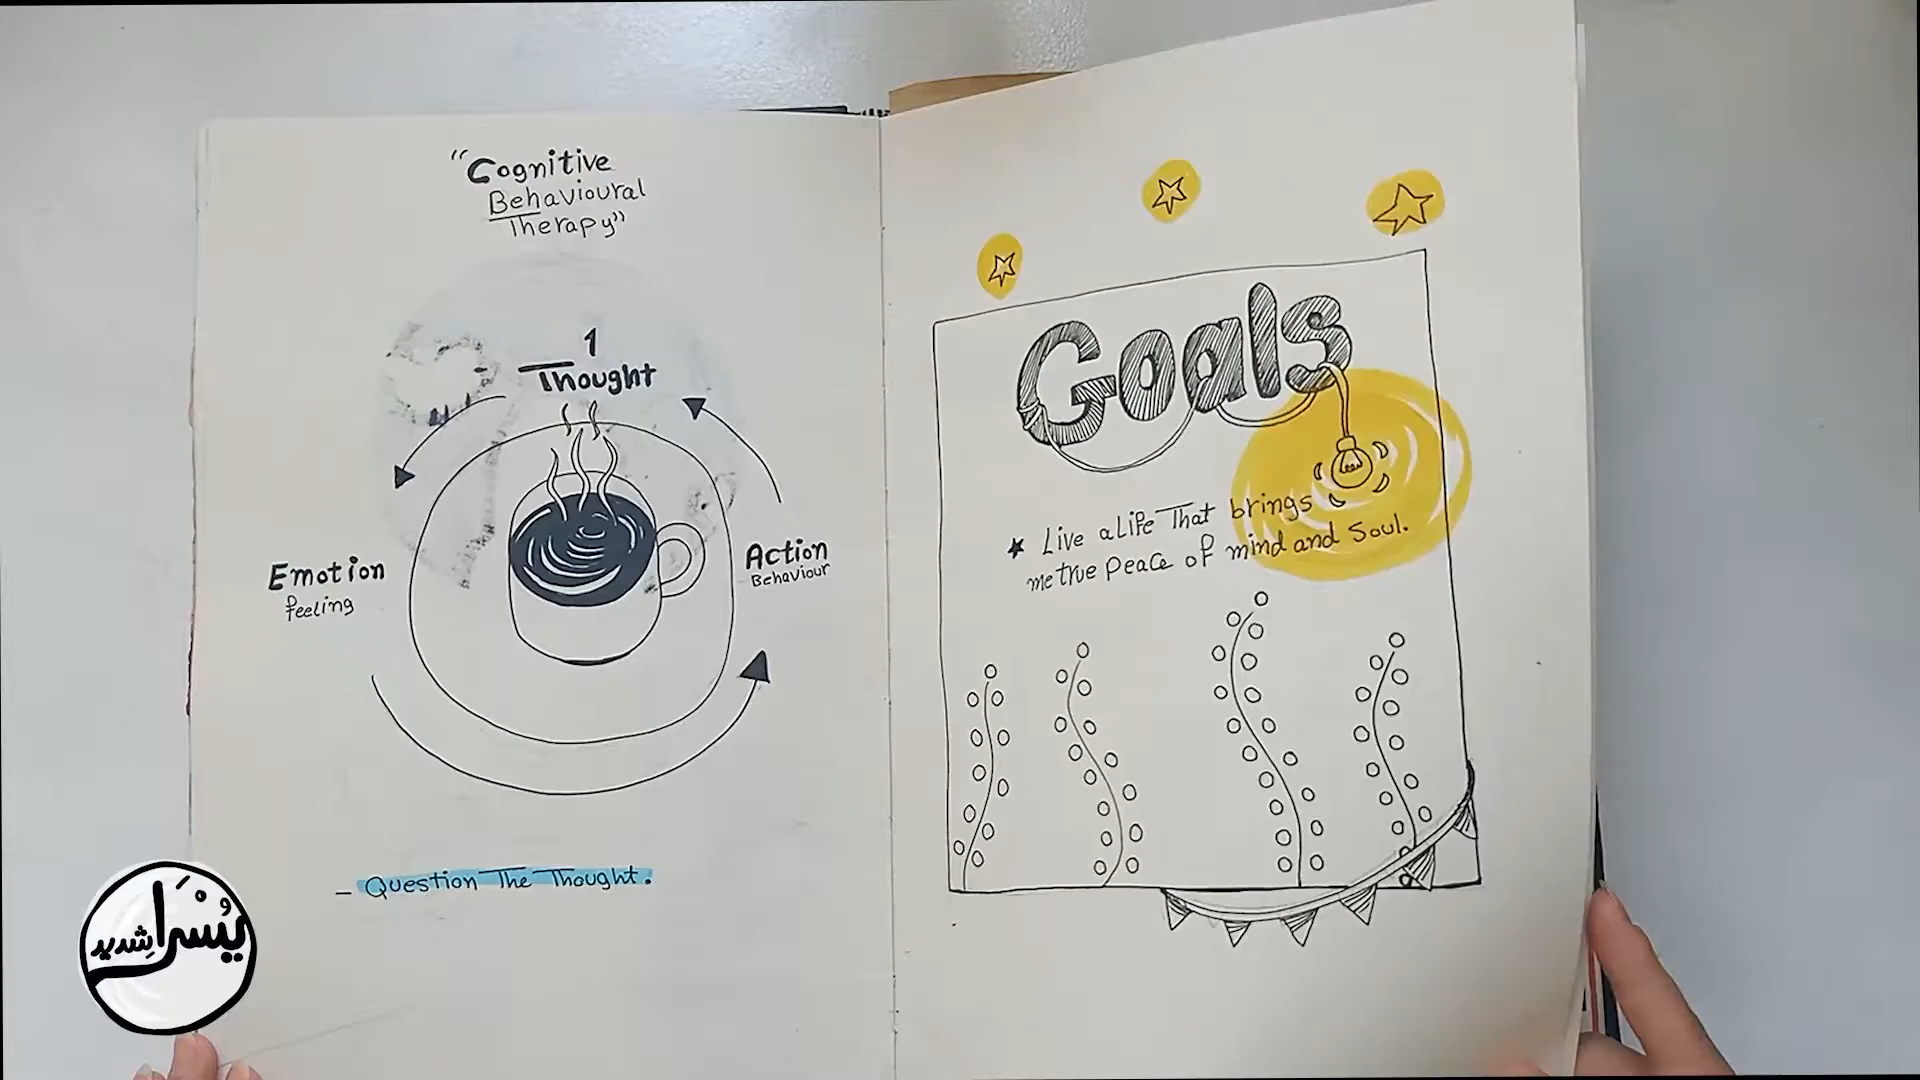 "Cognitive
Behavioural
Therapy"
1
Thought
Emotion
feeling
Action
Behaviour
- Question The Thought.
Goals
★ Live a life That brings
me true peace of mind and Soul.
يُسْرًا شديد